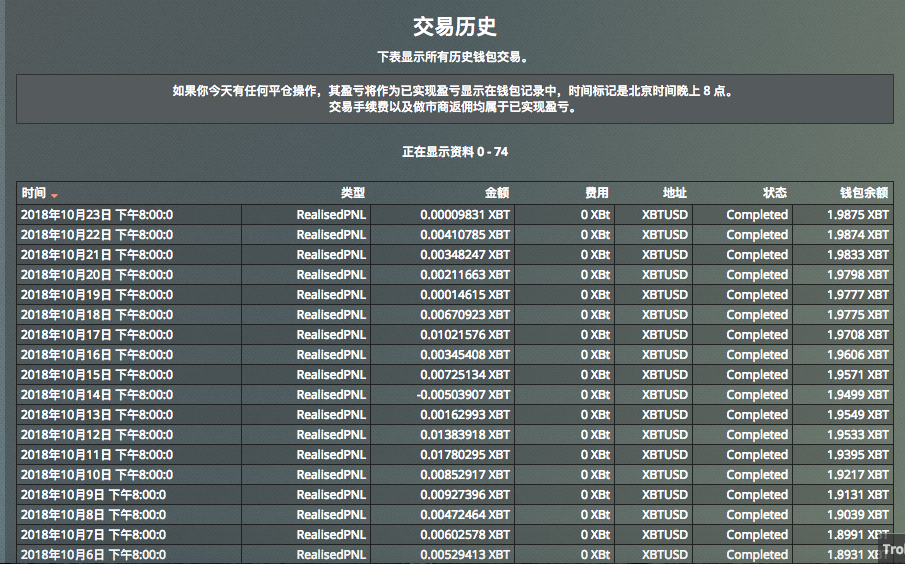 交易历史
下表显示所有历史钱包交易。
如果你今天有任何平仓操作，其盈亏将作为已实现盈亏显示在钱包记录中，时间标记是北京时间晚上 8 点。
交易手续费以及做市商返佣均属于已实现盈亏。
正在显示资料 0 - 74
时间 类型 金额 费用 地址 状态 钱包余额
2018年10月23日 下午8:00:0 RealisedPNL 0.00009831 XBT 0 XBt XBTUSD Completed 1.9875 XBT
2018年10月22日 下午8:00:0 RealisedPNL 0.00410785 XBT 0 XBt XBTUSD Completed 1.9874 XBT
2018年10月21日 下午8:00:0 RealisedPNL 0.00348247 XBT 0 XBt XBTUSD Completed 1.9833 XBT
2018年10月20日 下午8:00:0 RealisedPNL 0.00211663 XBT 0 XBt XBTUSD Completed 1.9798 XBT
2018年10月19日 下午8:00:0 RealisedPNL 0.00014615 XBT 0 XBt XBTUSD Completed 1.9777 XBT
2018年10月18日 下午8:00:0 RealisedPNL 0.00670923 XBT 0 XBt XBTUSD Completed 1.9775 XBT
2018年10月17日 下午8:00:0 RealisedPNL 0.01021576 XBT 0 XBt XBTUSD Completed 1.9708 XBT
2018年10月16日 下午8:00:0 RealisedPNL 0.00345408 XBT 0 XBt XBTUSD Completed 1.9606 XBT
2018年10月15日 下午8:00:0 RealisedPNL 0.00725134 XBT 0 XBt XBTUSD Completed 1.9571 XBT
2018年10月14日 下午8:00:0 RealisedPNL -0.00503907 XBT 0 XBt XBTUSD Completed 1.9499 XBT
2018年10月13日 下午8:00:0 RealisedPNL 0.00162993 XBT 0 XBt XBTUSD Completed 1.9549 XBT
2018年10月12日 下午8:00:0 RealisedPNL 0.01383918 XBT 0 XBt XBTUSD Completed 1.9533 XBT
2018年10月11日 下午8:00:0 RealisedPNL 0.01780295 XBT 0 XBt XBTUSD Completed 1.9395 XBT
2018年10月10日 下午8:00:0 RealisedPNL 0.00852917 XBT 0 XBt XBTUSD Completed 1.9217 XBT
2018年10月9日 下午8:00:0 RealisedPNL 0.00927396 XBT 0 XBt XBTUSD Completed 1.9131 XBT
2018年10月8日 下午8:00:0 RealisedPNL 0.00472464 XBT 0 XBt XBTUSD Completed 1.9039 XBT
2018年10月7日 下午8:00:0 RealisedPNL 0.00602578 XBT 0 XBt XBTUSD Completed 1.8991 XBT
2018年10月6日 下午8:00:0 RealisedPNL 0.00529413 XBT 0 XBt XBTUSD Completed 1.8931 XBT